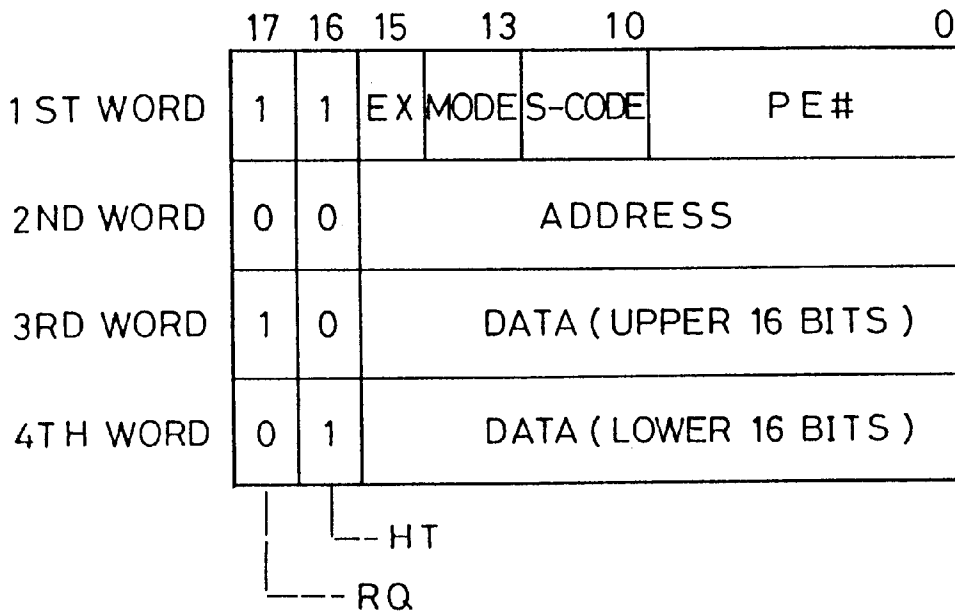 17 16 15 13 10 0
1ST WORD 1 1 EX MODE S-CODE PE#
2ND WORD 0 0 ADDRESS
3RD WORD 1 0 DATA (UPPER 16 BITS)
4TH WORD 0 1 DATA (LOWER 16 BITS)
HT
RQ